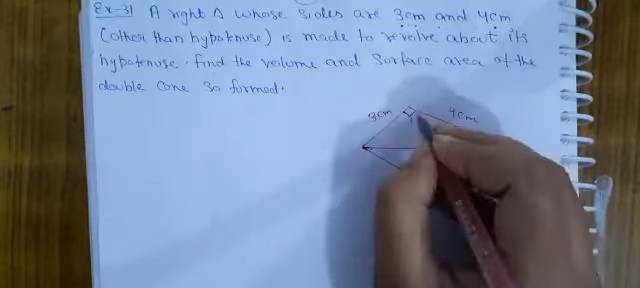 Ex-31 A right Δ whose sides are 3cm and 4cm
(other than hypotenuse) is made to revolve about its
hypotenuse. Find the volume and surface area of the
double cone so formed.
3cm 4cm